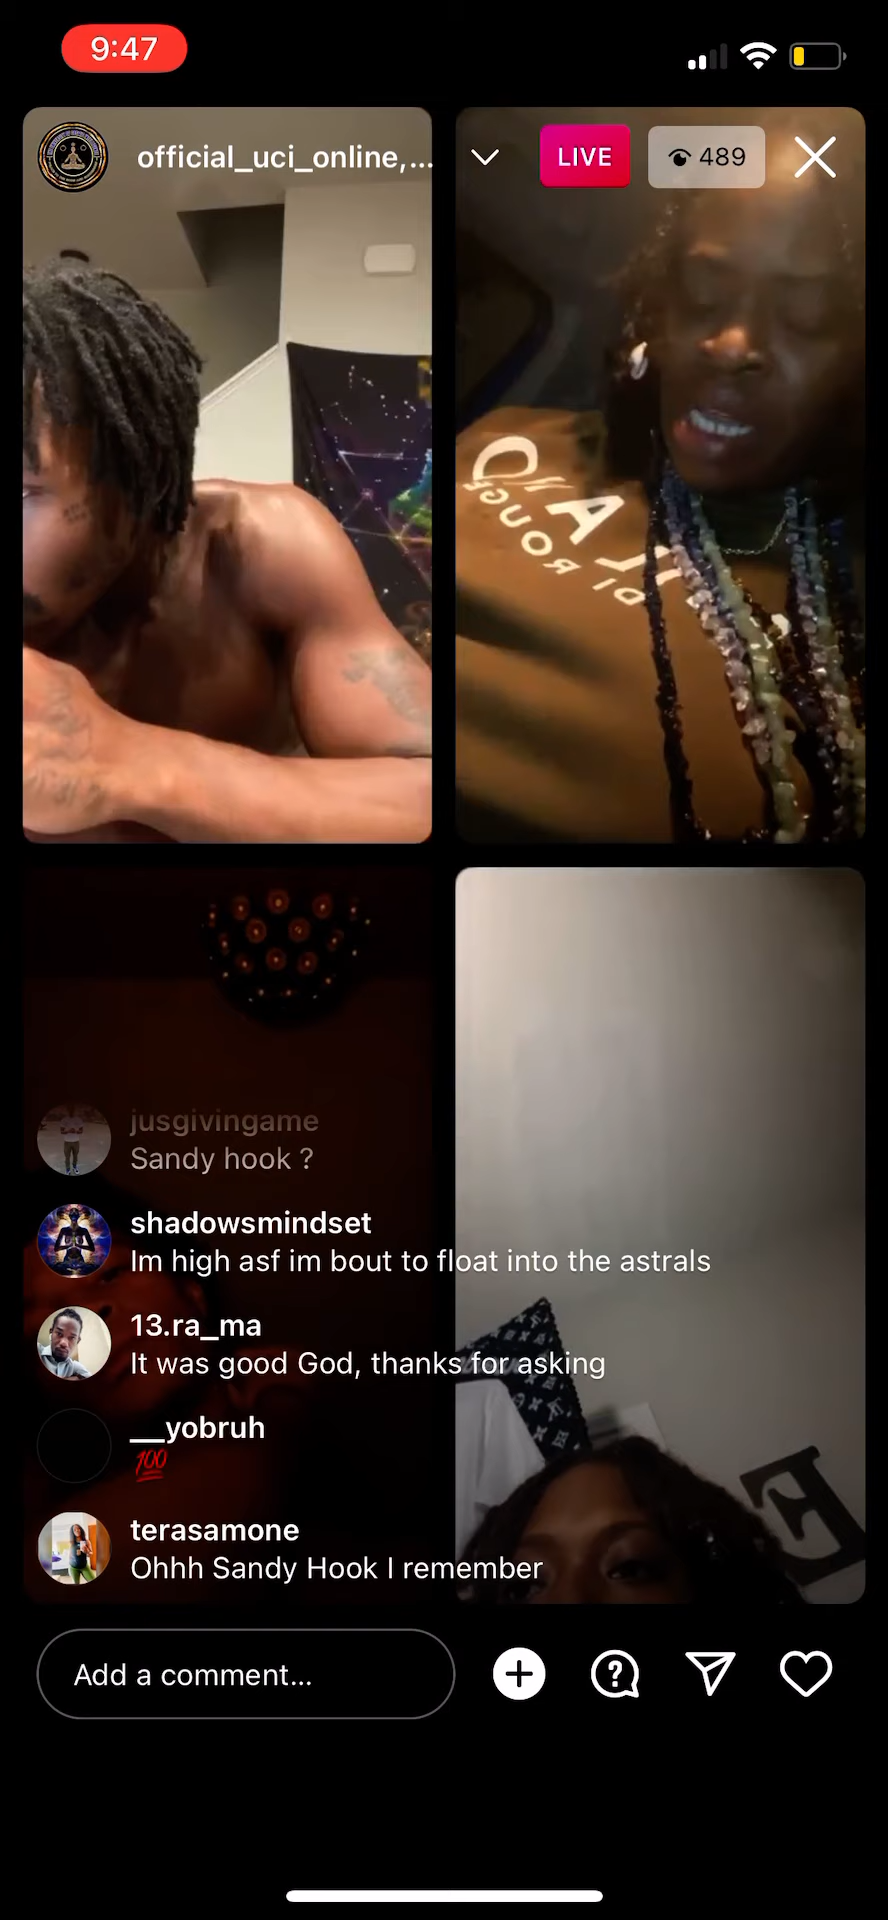 9:47
official_uci_online,...
LIVE
489
jusgivingame
Sandy hook ?
shadowsmindset
Im high asf im bout to float into the astrals
13.ra_ma
It was good God, thanks for asking
__yobruh
💯
terasamone
Ohhh Sandy Hook I remember
Add a comment...